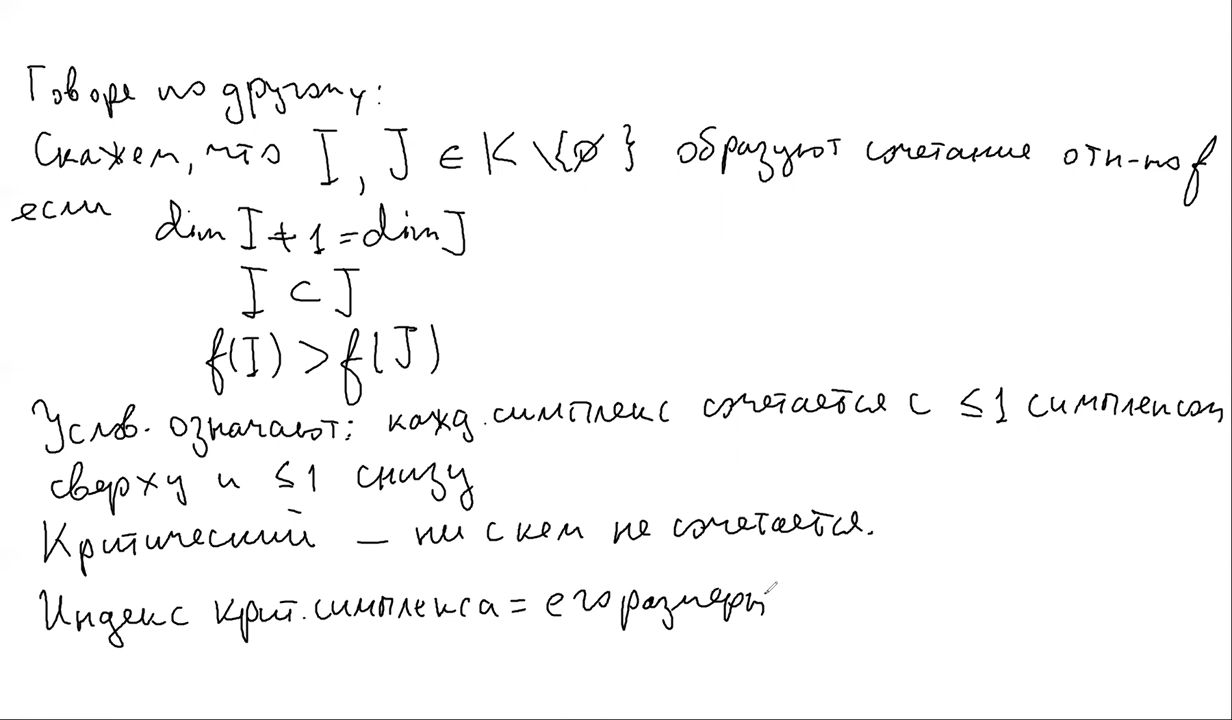 Говоря по другому:
Скажем, что I, J ∈ K \ {∅} образуют сочетание отн-но f
если
dim I + 1 = dim J
I ⊂ J
f(I) > f(J)
Услов. означают: кажд. симплекс сочетается с ≤ 1 симплексом
сверху и ≤ 1 снизу
Критический — ни с кем не сочетается.
Индекс крит. симплекса = его размерн